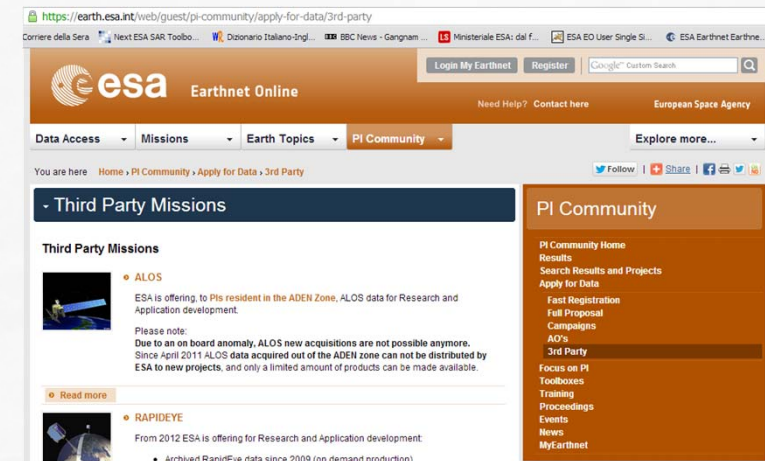 https://earth.esa.int/web/guest/pi-community/apply-for-data/3rd-party
Corriere della Sera Next ESA SAR Toolbo... Dizionario Italiano-Ingl... BBC News - Gangnam ... Ministeriale ESA: dal f... ESA EO User Single Si... ESA Earthnet Earthne...
Login My Earthnet Register Google™ Custom Search
esa Earthnet Online
Need Help? Contact here European Space Agency
Data Access Missions Earth Topics PI Community Explore more...
You are here Home › PI Community › Apply for Data › 3rd Party Follow | Share |
- Third Party Missions
Third Party Missions
ALOS
ESA is offering, to PIs resident in the ADEN Zone, ALOS data for Research and
Application development.
Please note:
Due to an on board anomaly, ALOS new acquisitions are not possible anymore.
Since April 2011 ALOS data acquired out of the ADEN zone can not be distributed by
ESA to new projects, and only a limited amount of products can be made available.
Read more
RAPIDEYE
From 2012 ESA is offering for Research and Application development:
• Archived RapidEye data since 2009 (on demand production)
PI Community
PI Community Home
Results
Search Results and Projects
Apply for Data
Fast Registration
Full Proposal
Campaigns
AO's
3rd Party
Focus on PI
Toolboxes
Training
Proceedings
Events
News
MyEarthnet